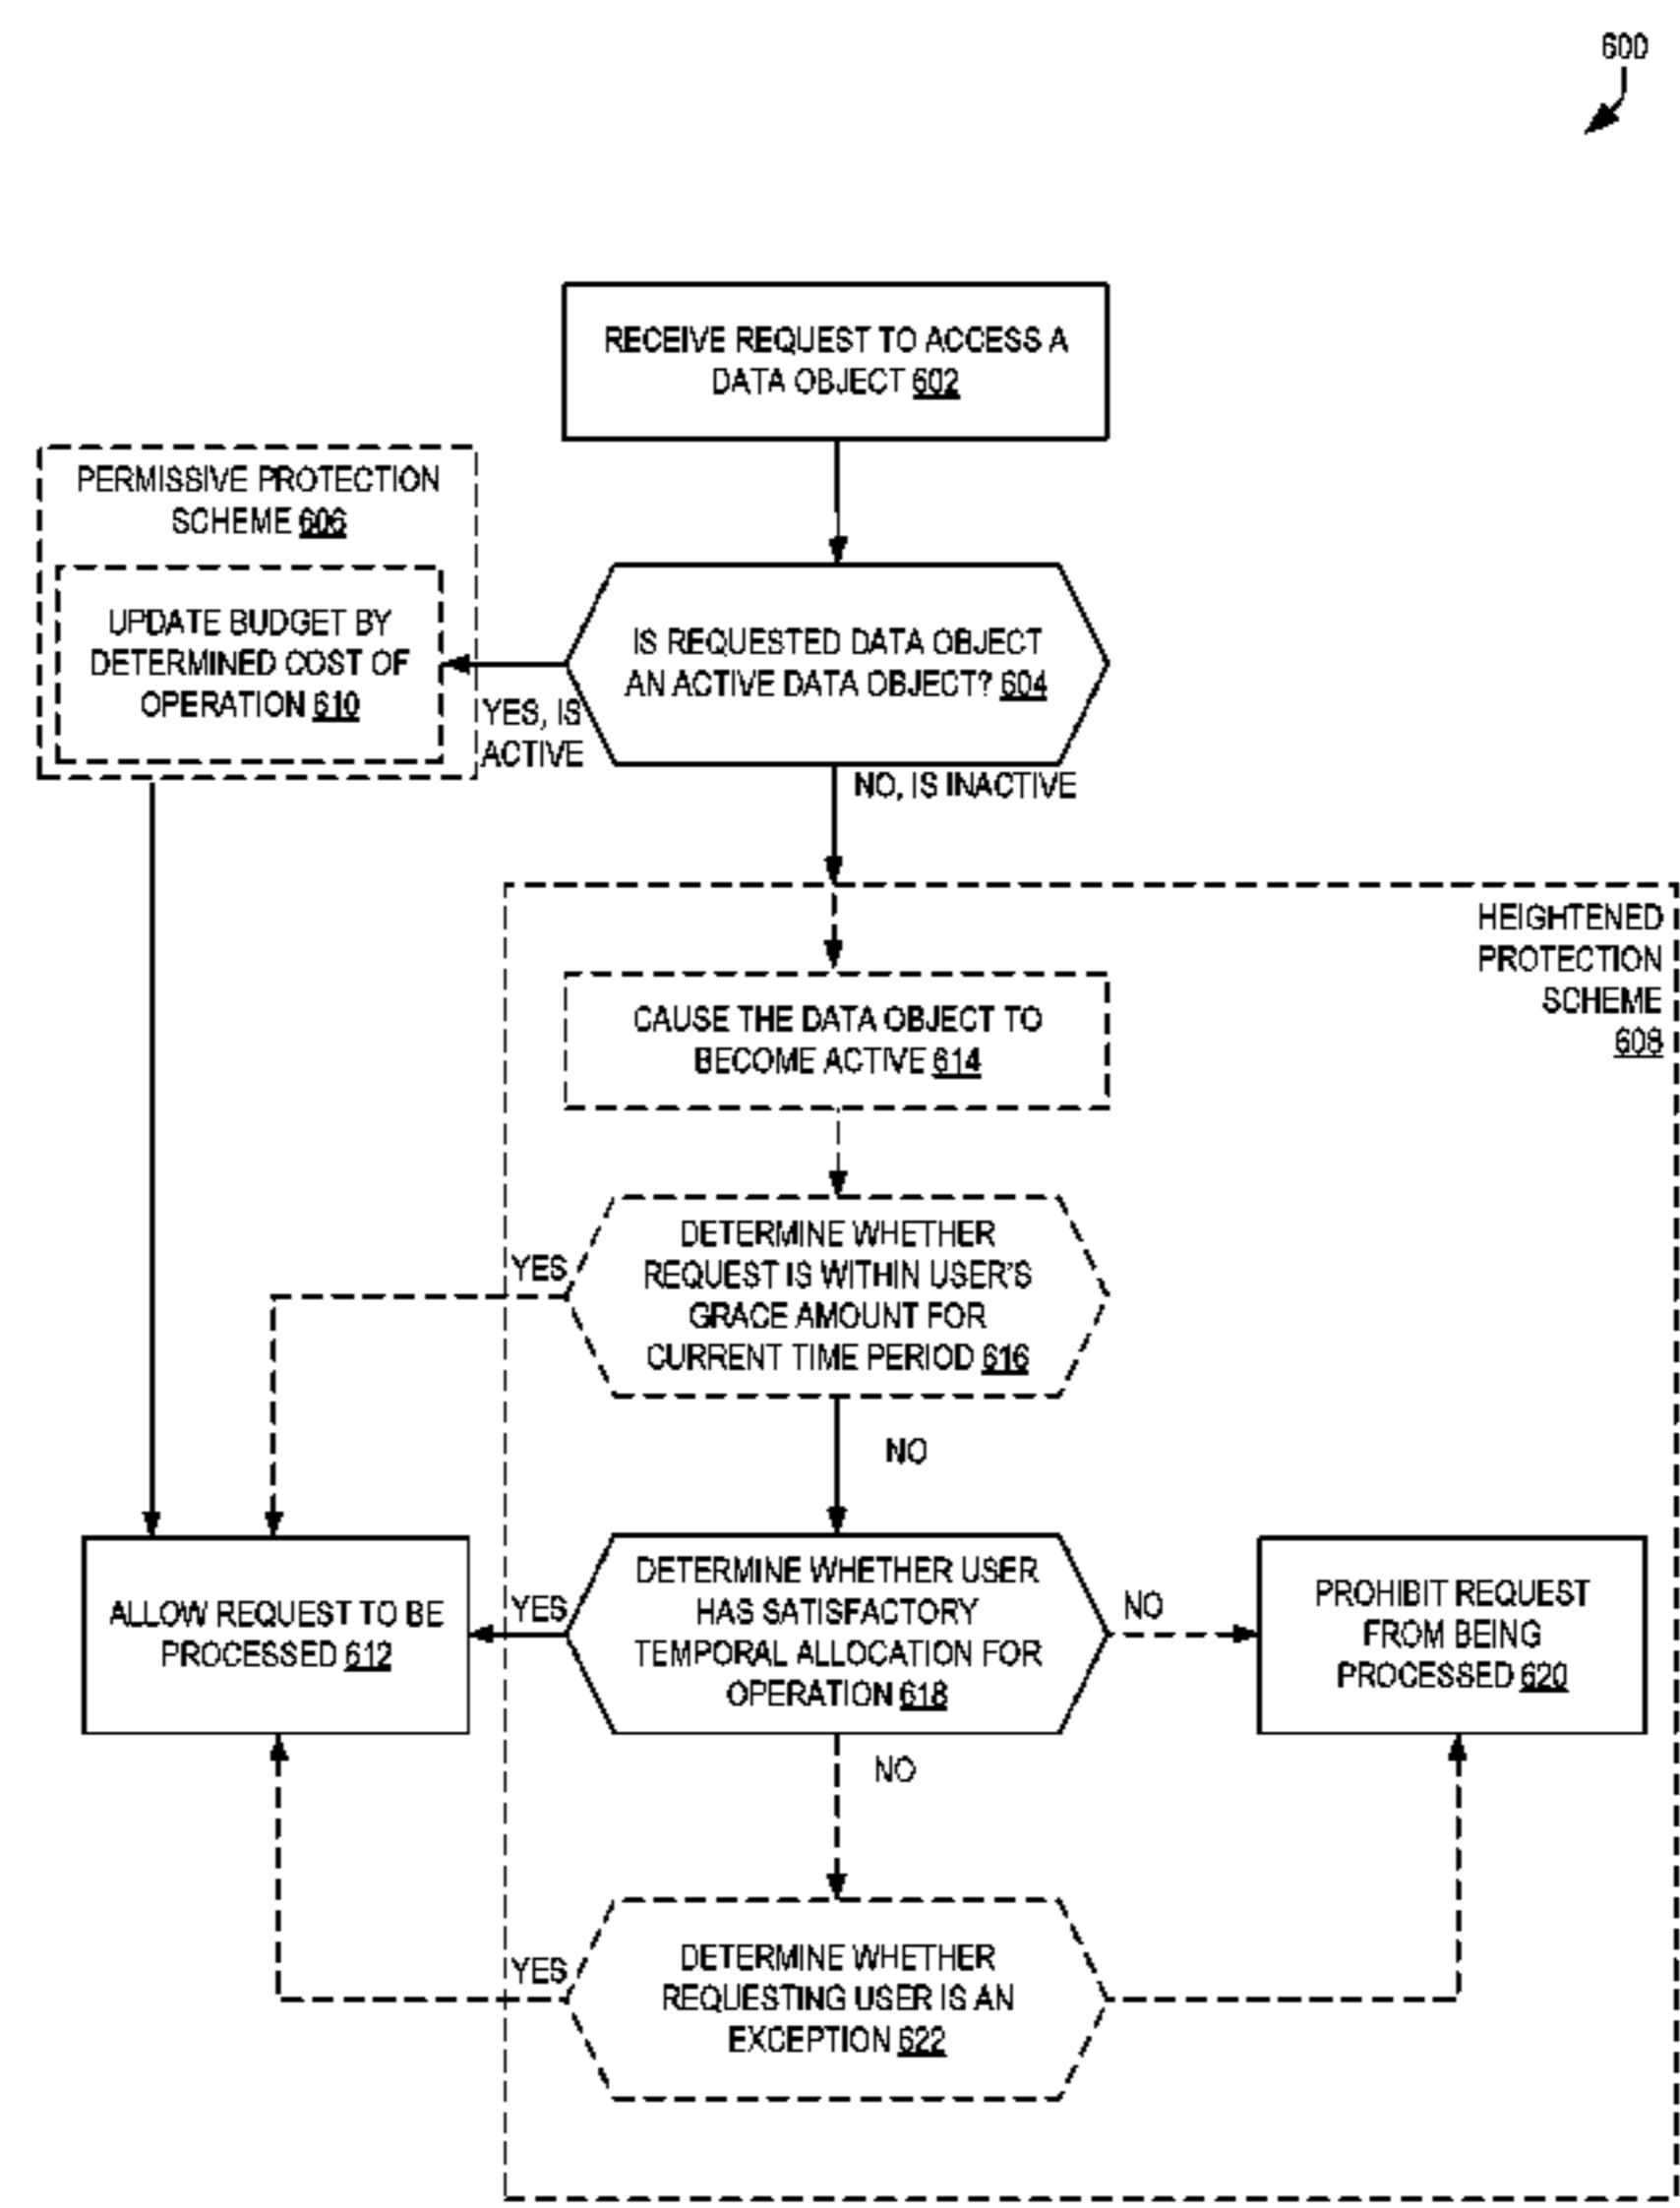 600
RECEIVE REQUEST TO ACCESS A
DATA OBJECT 602
PERMISSIVE PROTECTION
SCHEME 606
UPDATE BUDGET BY
DETERMINED COST OF
OPERATION 610
IS REQUESTED DATA OBJECT
AN ACTIVE DATA OBJECT? 604
YES, IS
ACTIVE
NO, IS INACTIVE
HEIGHTENED
PROTECTION
SCHEME
608
CAUSE THE DATA OBJECT TO
BECOME ACTIVE 614
DETERMINE WHETHER
REQUEST IS WITHIN USER'S
GRACE AMOUNT FOR
CURRENT TIME PERIOD 616
YES
NO
ALLOW REQUEST TO BE
PROCESSED 612
YES
DETERMINE WHETHER USER
HAS SATISFACTORY
TEMPORAL ALLOCATION FOR
OPERATION 618
NO
PROHIBIT REQUEST
FROM BEING
PROCESSED 620
NO
YES
DETERMINE WHETHER
REQUESTING USER IS AN
EXCEPTION 622